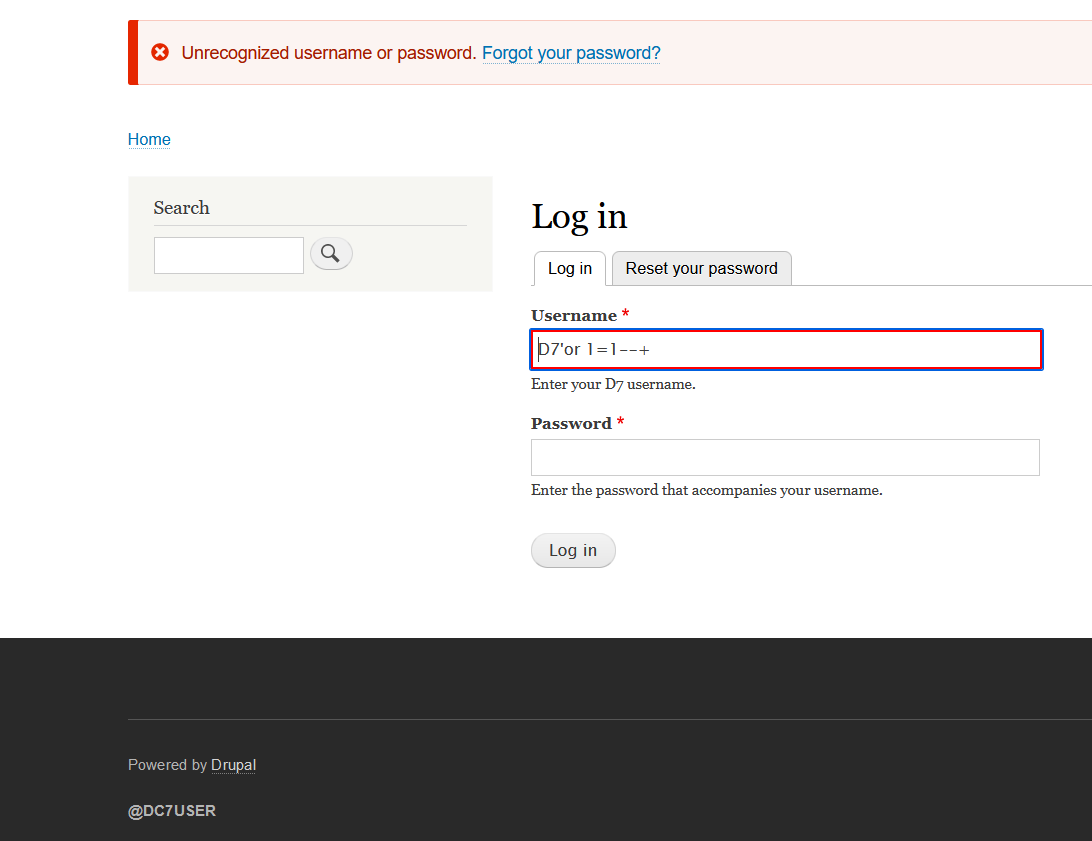 Unrecognized username or password. Forgot your password?
Home
Search
Log in
Log in
Reset your password
Username *
D7'or 1=1--+
Enter your D7 username.
Password *
Enter the password that accompanies your username.
Log in
Powered by Drupal
@DC7USER